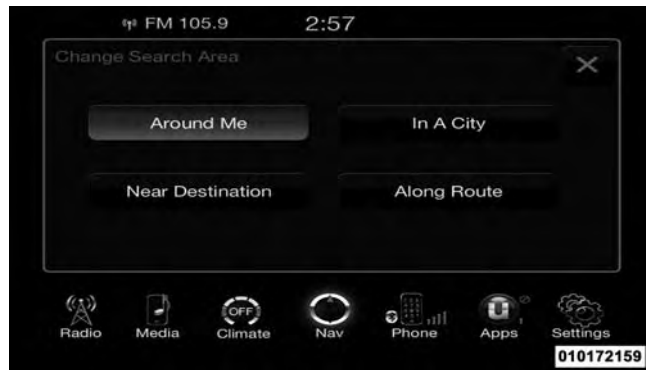 FM 105.9 2:57
Change Search Area
Around Me In A City
Near Destination Along Route
OFF
Radio Media Climate Nav Phone Apps Settings
010172159